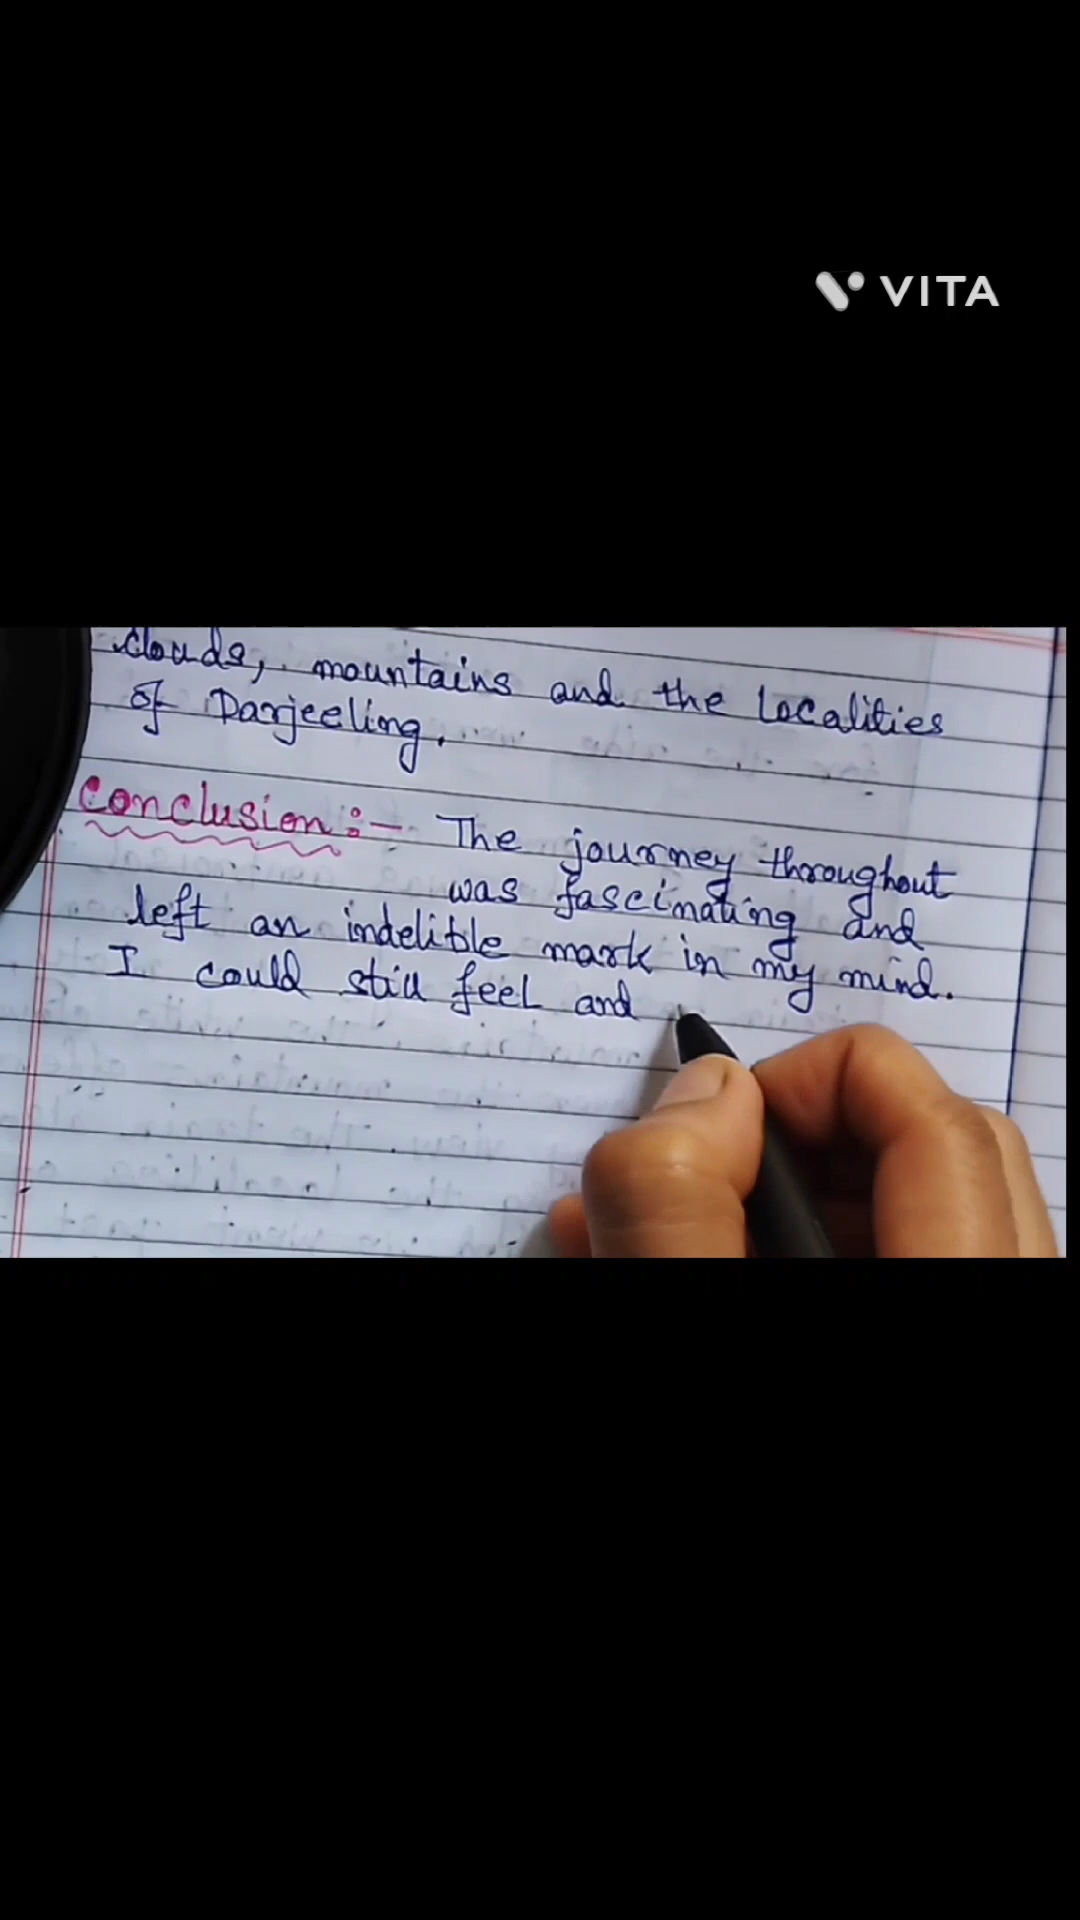 VITA
clouds, mountains and the localities
of Darjeeling.
Conclusion :- The journey throughout
was fascinating and
left an indelible mark in my mind.
I could still feel and